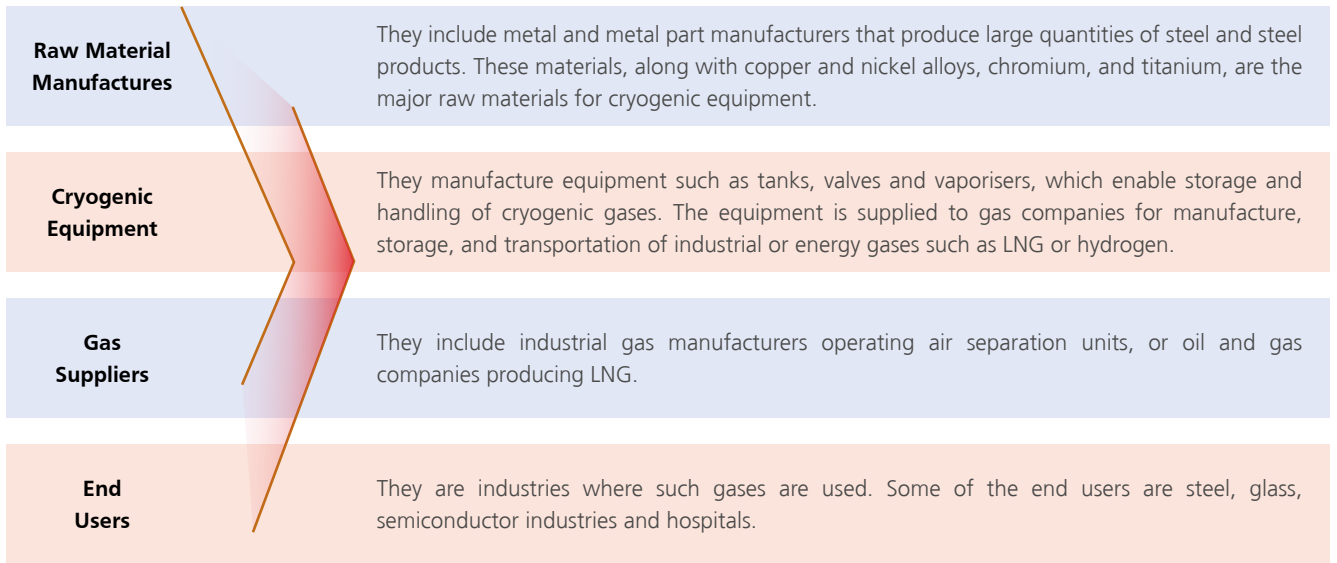 Raw Material
Manufactures
They include metal and metal part manufacturers that produce large quantities of steel and steel
products. These materials, along with copper and nickel alloys, chromium, and titanium, are the
major raw materials for cryogenic equipment.
Cryogenic
Equipment
They manufacture equipment such as tanks, valves and vaporisers, which enable storage and
handling of cryogenic gases. The equipment is supplied to gas companies for manufacture,
storage, and transportation of industrial or energy gases such as LNG or hydrogen.
Gas
Suppliers
They include industrial gas manufacturers operating air separation units, or oil and gas
companies producing LNG.
End
Users
They are industries where such gases are used. Some of the end users are steel, glass,
semiconductor industries and hospitals.